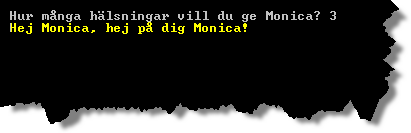 Hur många hälsningar vill du ge Monica? 3
Hej Monica, hej på dig Monica!